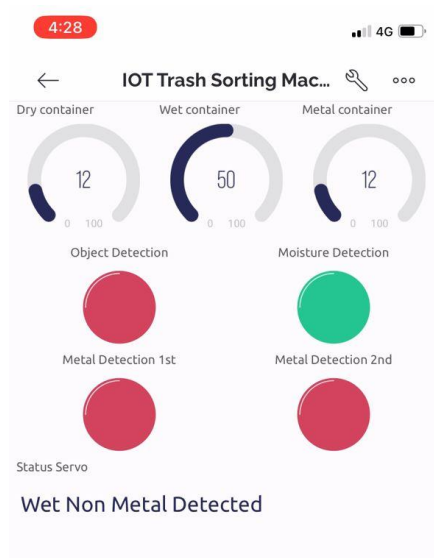 4:28
4G
IOT Trash Sorting Mac...
Dry container Wet container Metal container
12 50 12
0 100 0 100 0 100
Object Detection Moisture Detection
Metal Detection 1st Metal Detection 2nd
Status Servo
Wet Non Metal Detected